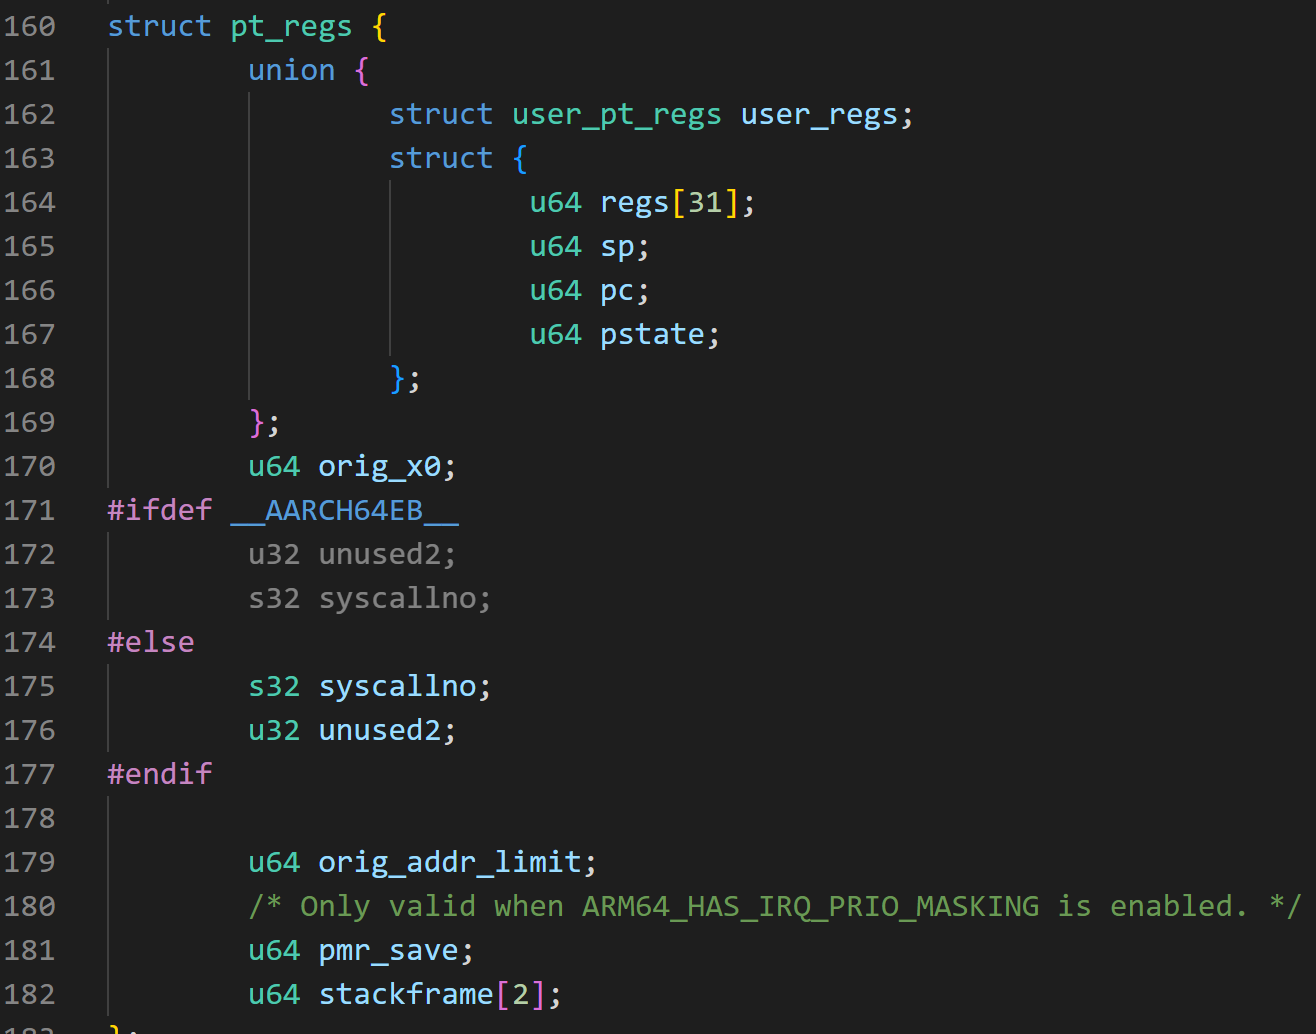 160 struct pt_regs {
161 union {
162 struct user_pt_regs user_regs;
163 struct {
164 u64 regs[31];
165 u64 sp;
166 u64 pc;
167 u64 pstate;
168 };
169 };
170 u64 orig_x0;
171 #ifdef __AARCH64EB__
172 u32 unused2;
173 s32 syscallno;
174 #else
175 s32 syscallno;
176 u32 unused2;
177 #endif
178
179 u64 orig_addr_limit;
180 /* Only valid when ARM64_HAS_IRQ_PRIO_MASKING is enabled. */
181 u64 pmr_save;
182 u64 stackframe[2];
183 };